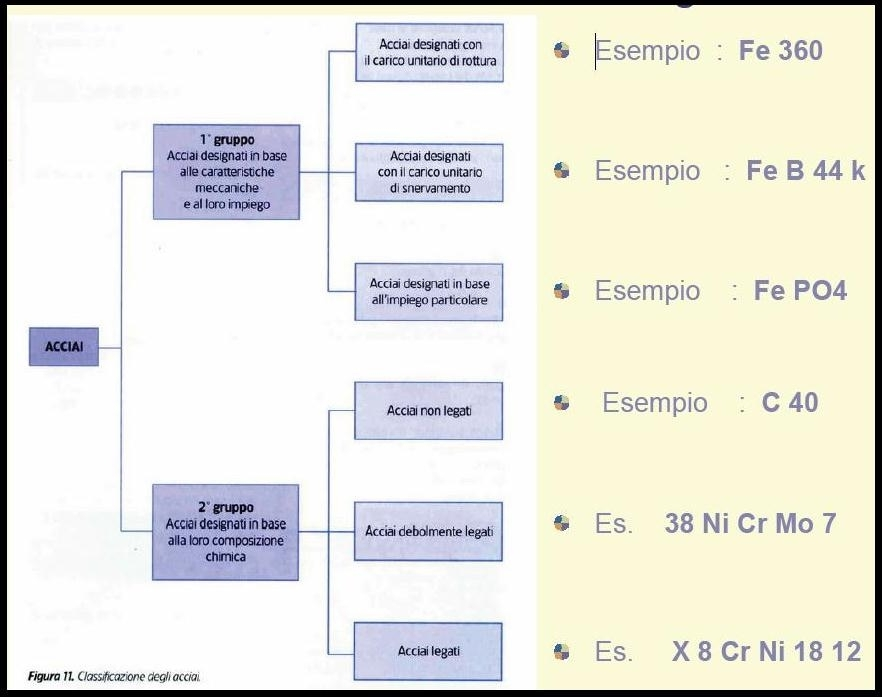 Acciai designati con
il carico unitario di rottura
Esempio : Fe 360
1° gruppo
Acciai designati in base
alle caratteristiche
meccaniche
e al loro impiego
Acciai designati
con il carico unitario
di snervamento
Esempio : Fe B 44 k
Acciai designati in base
all'impiego particolare
Esempio : Fe PO4
ACCIAI
Acciai non legati
Esempio : C 40
2° gruppo
Acciai designati in base
alla loro composizione
chimica
Acciai debolmente legati
Es. 38 Ni Cr Mo 7
Acciai legati
Es. X 8 Cr Ni 18 12
Figura 11. Classificazione degli acciai.